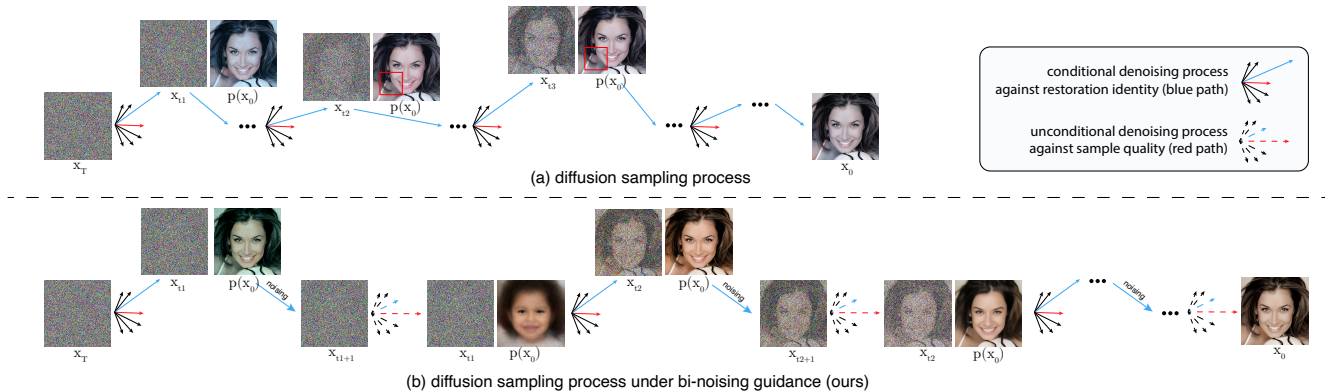 x_t1
p(x_0)
x_t2
p(x_0)
x_t3
p(x_0)
x_T
•••
•••
•••
•••
x_0
(a) diffusion sampling process
conditional denoising process
against restoration identity (blue path)
unconditional denoising process
against sample quality (red path)
x_t1
p(x_0)
noising
x_t2
p(x_0)
noising
•••
noising
•••
x_T
x_t1+1
x_t1
p(x_0)
x_t2+1
x_t2
p(x_0)
x_0
(b) diffusion sampling process under bi-noising guidance (ours)